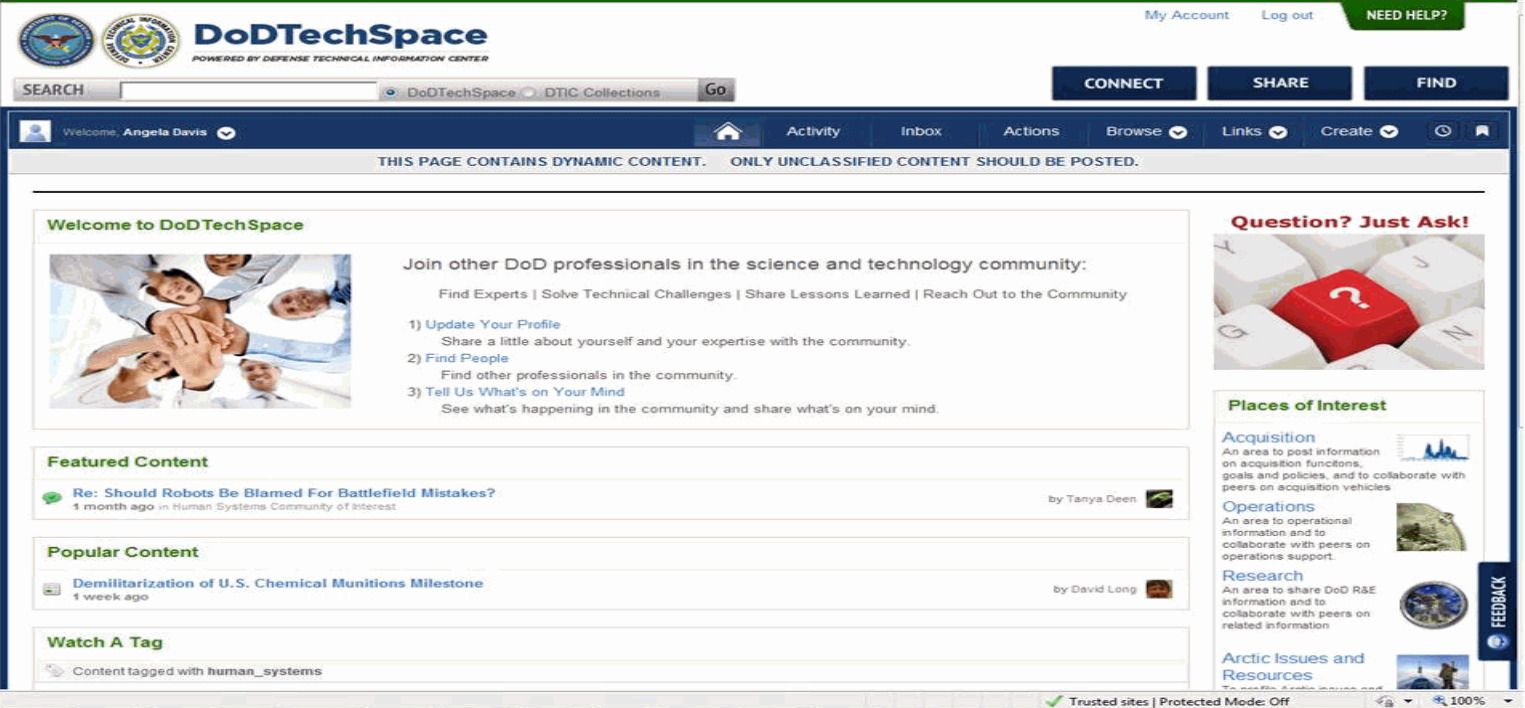 My Account Log out NEED HELP?
DoDTechSpace
POWERED BY DEFENSE TECHNICAL INFORMATION CENTER
SEARCH DoDTechSpace DTIC Collections Go
CONNECT SHARE FIND
Welcome, Angela Davis Activity Inbox Actions Browse Links Create
THIS PAGE CONTAINS DYNAMIC CONTENT. ONLY UNCLASSIFIED CONTENT SHOULD BE POSTED.
Welcome to DoDTechSpace
Join other DoD professionals in the science and technology community:
Find Experts | Solve Technical Challenges | Share Lessons Learned | Reach Out to the Community
1) Update Your Profile
Share a little about yourself and your expertise with the community.
2) Find People
Find other professionals in the community.
3) Tell Us What's on Your Mind
See what's happening in the community and share what's on your mind.
Featured Content
Re: Should Robots Be Blamed For Battlefield Mistakes?
1 month ago in Human Systems Community of Interest
by Tanya Deen
Popular Content
Demilitarization of U.S. Chemical Munitions Milestone
1 week ago
by David Long
Watch A Tag
Content tagged with human_systems
Question? Just Ask!
Y J ? G N
Places of Interest
Acquisition
An area to post information
on acquisition funcitons,
goals and policies, and to collaborate with
peers on acquisition vehicles
Operations
An area to operational
information and to
collaborate with peers on
operations support.
Research
An area to share DoD R&E
information and to
collaborate with peers on
related information
Arctic Issues and
Resources
FEEDBACK
Trusted sites | Protected Mode: Off 100%